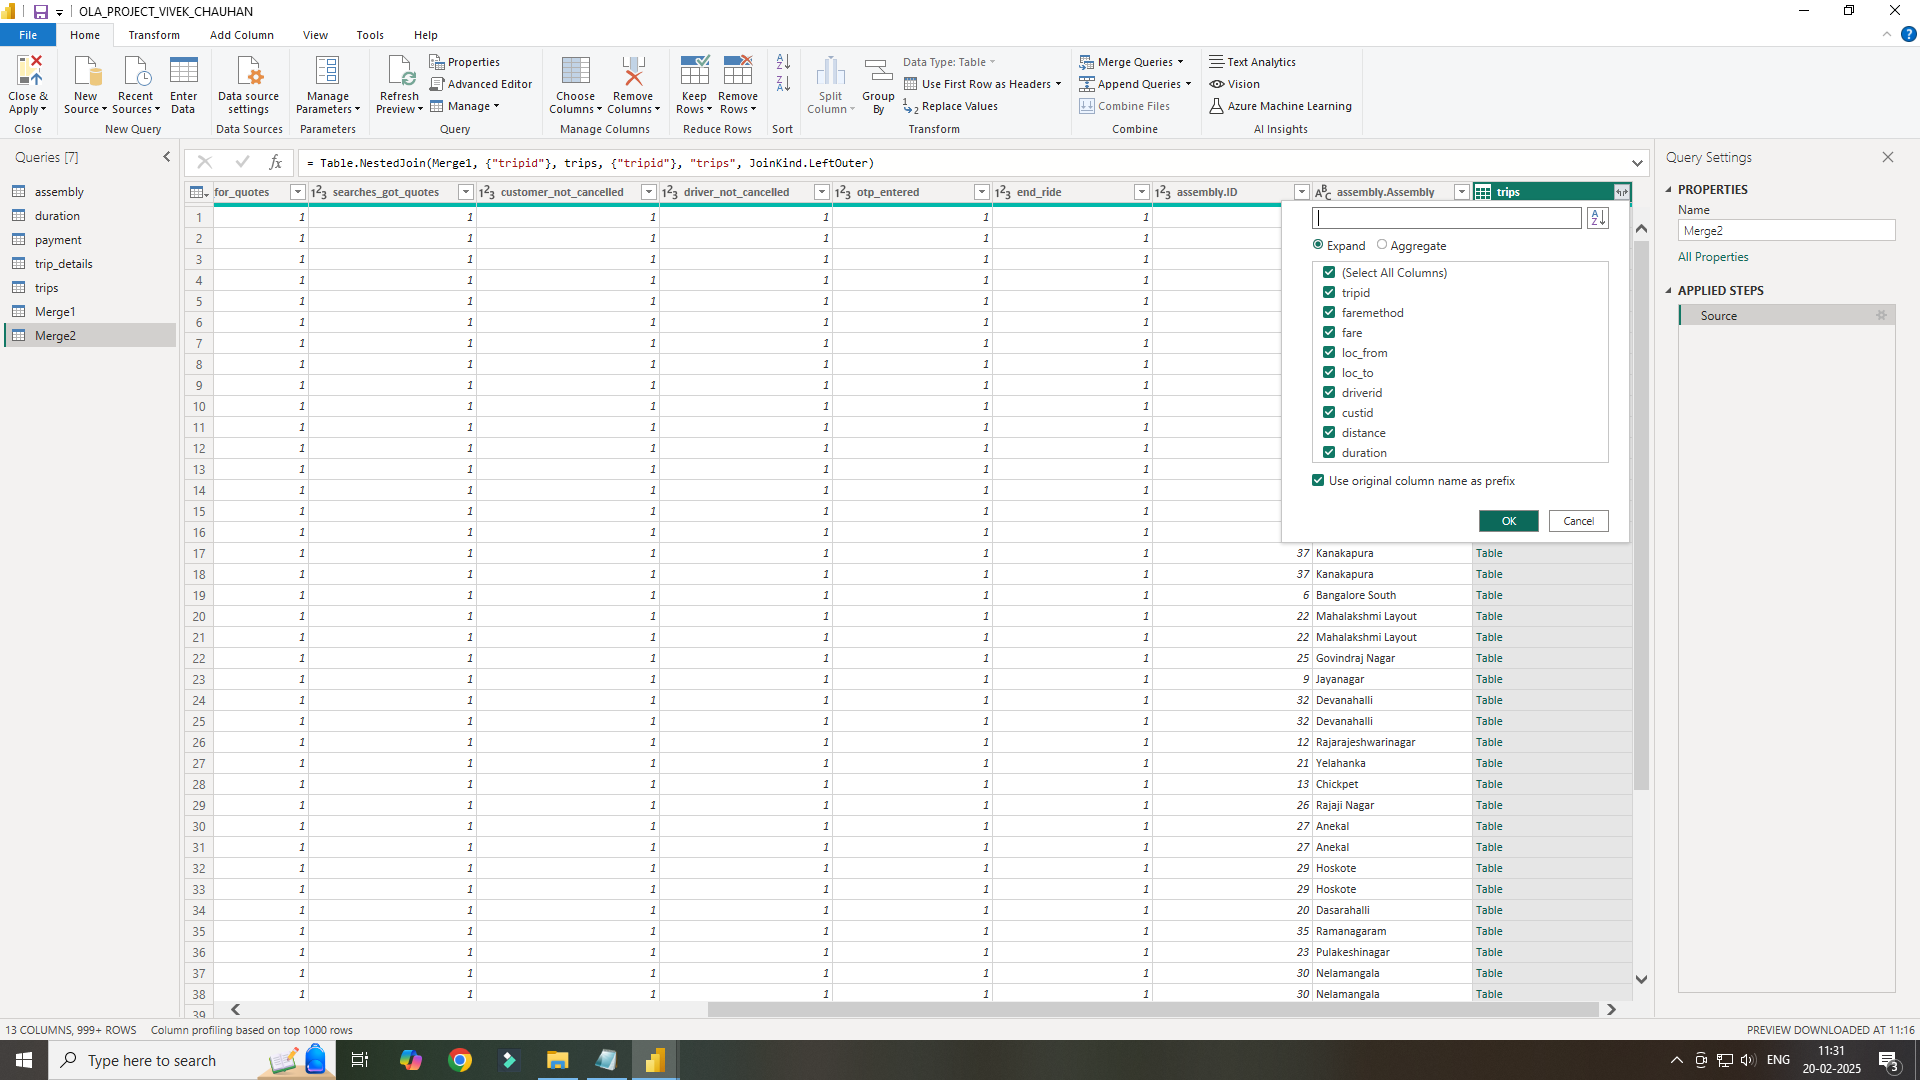 OLA_PROJECT_VIVEK_CHAUHAN
File Home Transform Add Column View Tools Help
Close & Apply
Close
New Source
Recent Sources
Enter Data
New Query
Data source settings
Data Sources
Manage Parameters
Parameters
Refresh Preview
Properties
Advanced Editor
Manage
Query
Choose Columns
Remove Columns
Manage Columns
Keep Rows
Remove Rows
Reduce Rows
Sort
Split Column
Group By
Data Type: Table
Use First Row as Headers
Replace Values
Transform
Merge Queries
Append Queries
Combine Files
Combine
Text Analytics
Vision
Azure Machine Learning
AI Insights
Queries [7]
assembly
duration
payment
trip_details
trips
Merge1
Merge2
= Table.NestedJoin(Merge1, {"tripid"}, trips, {"tripid"}, "trips", JoinKind.LeftOuter)
for_quotes searches_got_quotes customer_not_cancelled driver_not_cancelled otp_entered end_ride assembly.ID assembly.Assembly trips
1 1 1 1 1 1 1
2 1 1 1 1 1 1
3 1 1 1 1 1 1
4 1 1 1 1 1 1
5 1 1 1 1 1 1
6 1 1 1 1 1 1
7 1 1 1 1 1 1
8 1 1 1 1 1 1
9 1 1 1 1 1 1
10 1 1 1 1 1 1
11 1 1 1 1 1 1
12 1 1 1 1 1 1
13 1 1 1 1 1 1
14 1 1 1 1 1 1
15 1 1 1 1 1 1
16 1 1 1 1 1 1
17 1 1 1 1 1 1 37 Kanakapura Table
18 1 1 1 1 1 1 37 Kanakapura Table
19 1 1 1 1 1 1 6 Bangalore South Table
20 1 1 1 1 1 1 22 Mahalakshmi Layout Table
21 1 1 1 1 1 1 22 Mahalakshmi Layout Table
22 1 1 1 1 1 1 25 Govindraj Nagar Table
23 1 1 1 1 1 1 9 Jayanagar Table
24 1 1 1 1 1 1 32 Devanahalli Table
25 1 1 1 1 1 1 32 Devanahalli Table
26 1 1 1 1 1 1 12 Rajarajeshwarinagar Table
27 1 1 1 1 1 1 21 Yelahanka Table
28 1 1 1 1 1 1 13 Chickpet Table
29 1 1 1 1 1 1 26 Rajaji Nagar Table
30 1 1 1 1 1 1 27 Anekal Table
31 1 1 1 1 1 1 27 Anekal Table
32 1 1 1 1 1 1 29 Hoskote Table
33 1 1 1 1 1 1 29 Hoskote Table
34 1 1 1 1 1 1 20 Dasarahalli Table
35 1 1 1 1 1 1 35 Ramanagaram Table
36 1 1 1 1 1 1 23 Pulakeshinagar Table
37 1 1 1 1 1 1 30 Nelamangala Table
38 1 1 1 1 1 1 30 Nelamangala Table
39
Expand Aggregate
(Select All Columns)
tripid
faremethod
fare
loc_from
loc_to
driverid
custid
distance
duration
Use original column name as prefix
OK Cancel
Query Settings
PROPERTIES
Name
Merge2
All Properties
APPLIED STEPS
Source
13 COLUMNS, 999+ ROWS Column profiling based on top 1000 rows
PREVIEW DOWNLOADED AT 11:16
Type here to search
ENG
11:31
20-02-2025
3